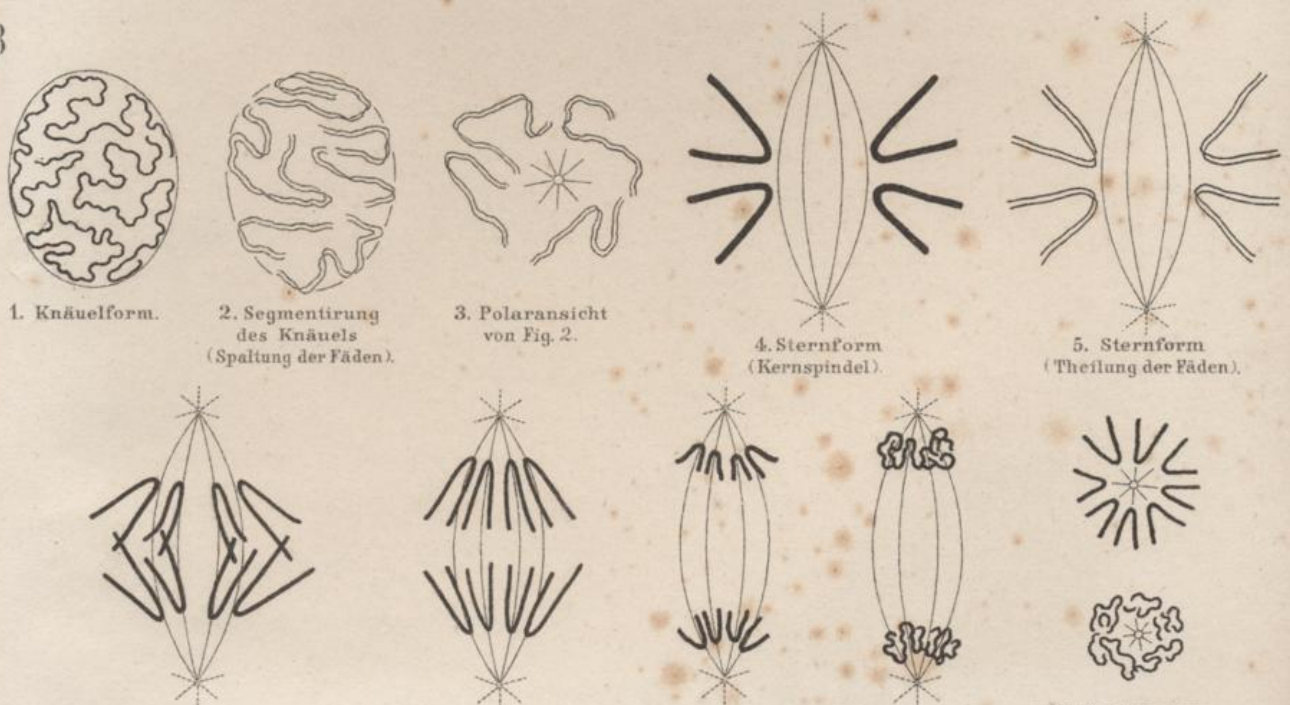 1. Knäuelform.
2. Segmentirung
des Knäuels
(Spaltung der Fäden).
3. Polaransicht
von Fig. 2.
4. Sternform
(Kernspindel).
5. Sternform
(Theilung der Fäden).